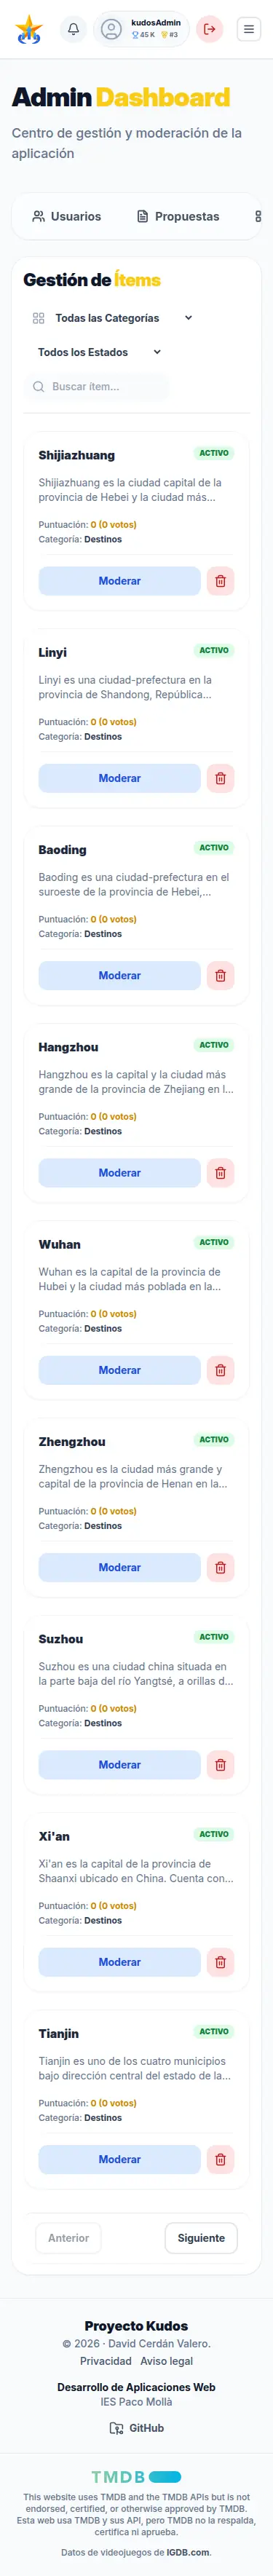 kudosAdmin
45 K #3
Admin Dashboard
Centro de gestión y moderación de la
aplicación
Usuarios Propuestas
Gestión de Ítems
Todas las Categorías
Todos los Estados
Buscar ítem...
Shijiazhuang ACTIVO
Shijiazhuang es la ciudad capital de la
provincia de Hebei y la ciudad más...
Puntuación: 0 (0 votos)
Categoría: Destinos
Moderar
Linyi ACTIVO
Linyi es una ciudad-prefectura en la
provincia de Shandong, República...
Puntuación: 0 (0 votos)
Categoría: Destinos
Moderar
Baoding ACTIVO
Baoding es una ciudad-prefectura en el
suroeste de la provincia de Hebei,...
Puntuación: 0 (0 votos)
Categoría: Destinos
Moderar
Hangzhou ACTIVO
Hangzhou es la capital y la ciudad más
grande de la provincia de Zhejiang en l...
Puntuación: 0 (0 votos)
Categoría: Destinos
Moderar
Wuhan ACTIVO
Wuhan es la capital de la provincia de
Hubei y la ciudad más poblada en la...
Puntuación: 0 (0 votos)
Categoría: Destinos
Moderar
Zhengzhou ACTIVO
Zhengzhou es la ciudad más grande y
capital de la provincia de Henan en la...
Puntuación: 0 (0 votos)
Categoría: Destinos
Moderar
Suzhou ACTIVO
Suzhou es una ciudad china situada en
la parte baja del río Yangtsé, a orillas d...
Puntuación: 0 (0 votos)
Categoría: Destinos
Moderar
Xi'an ACTIVO
Xi'an es la capital de la provincia de
Shaanxi ubicado en China. Cuenta con...
Puntuación: 0 (0 votos)
Categoría: Destinos
Moderar
Tianjin ACTIVO
Tianjin es uno de los cuatro municipios
bajo dirección central del estado de la...
Puntuación: 0 (0 votos)
Categoría: Destinos
Moderar
Anterior Siguiente
Proyecto Kudos
© 2026 · David Cerdán Valero.
Privacidad Aviso legal
Desarrollo de Aplicaciones Web
IES Paco Mollà
GitHub
TMDB
This website uses TMDB and the TMDB APIs but is not
endorsed, certified, or otherwise approved by TMDB.
Esta web usa TMDB y sus API, pero TMDB no la respalda,
certifica ni aprueba.
Datos de videojuegos de IGDB.com.